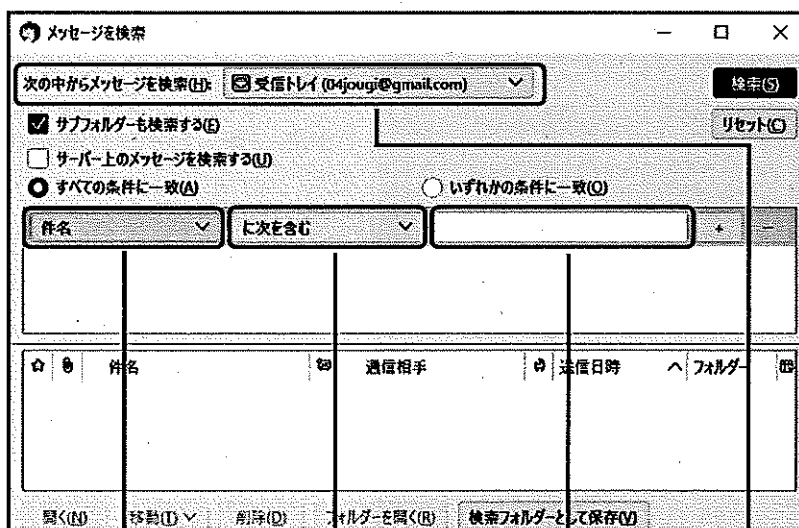 メッセージを検索
次の中からメッセージを検索(H): 受信トレイ (04jougi@gmail.com) 検索(S)
サブフォルダーも検索する(E) リセット(C)
サーバー上のメッセージを検索する(U)
すべての条件に一致(A) いずれかの条件に一致(O)
件名 に次を含む + -
件名 通信相手 送信日時 フォルダー
開く(N) 移動(T) 削除(D) フォルダーを開く(R) 検索フォルダーとして保存(V)